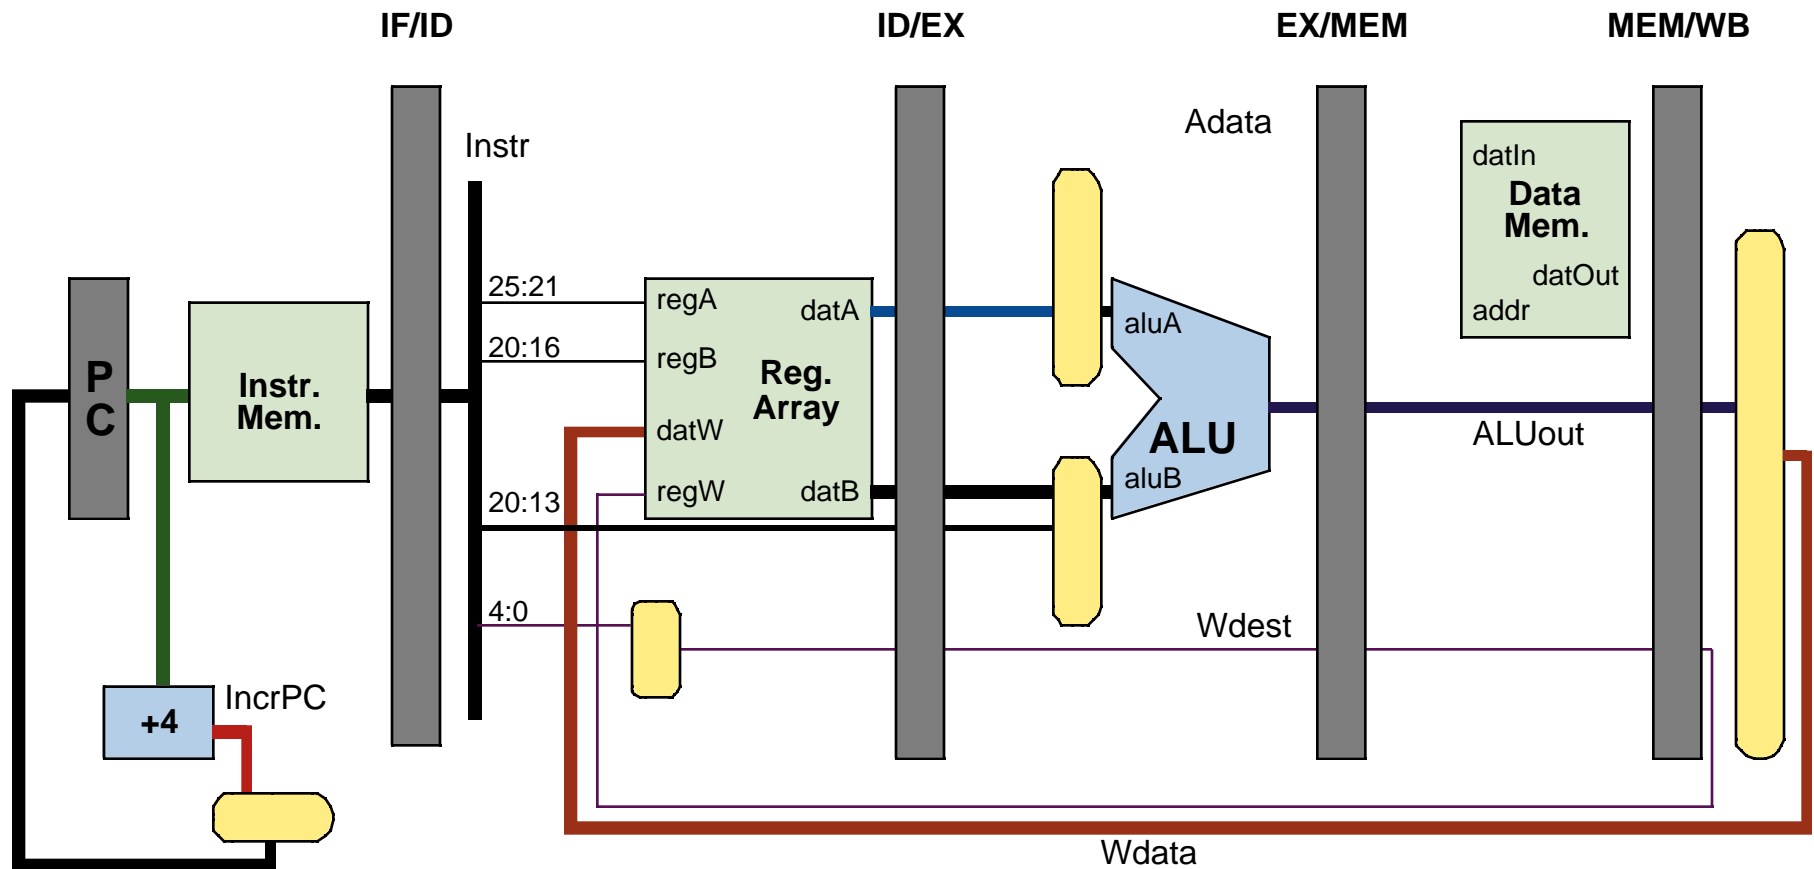 IF/ID
ID/EX
EX/MEM
MEM/WB
Adata
Instr
datIn
Data
Mem.
datOut
addr
25:21
regA
datA
aluA
20:16
regB
P
C
Instr.
Mem.
Reg.
Array
datW
ALU
ALUout
regW
datB
aluB
20:13
4:0
Wdest
IncrPC
+4
Wdata